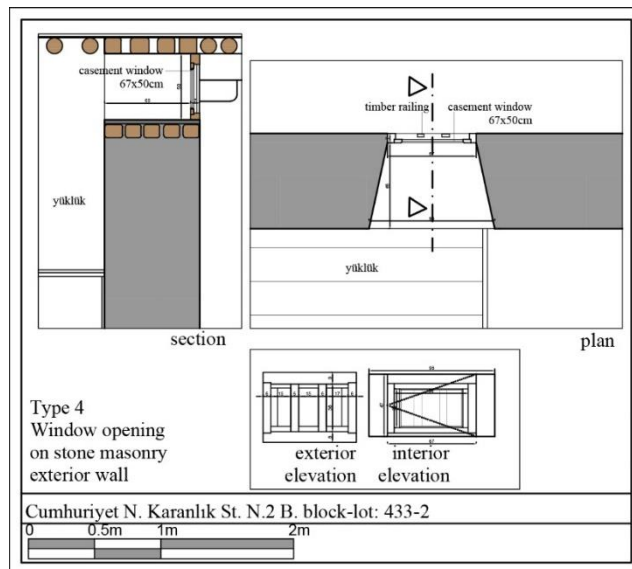 casement window
67x50cm
yüklük
section
timber railing
casement window
67x50cm
yüklük
plan
Type 4
Window opening
on stone masonry
exterior wall
exterior
elevation
interior
elevation
Cumhuriyet N. Karanlık St. N.2 B. block-lot: 433-2
0 0.5m 1m 2m